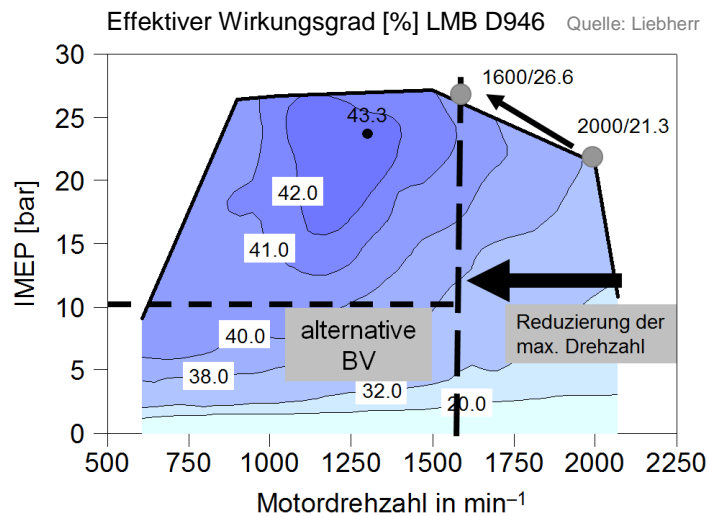 Effektiver Wirkungsgrad [%] LMB D946 Quelle: Liebherr
30
25
20
15
10
5
0
IMEP [bar]
1600/26.6
2000/21.3
43.3
42.0
41.0
40.0
38.0
32.0
20.0
alternative
BV
Reduzierung der
max. Drehzahl
500 750 1000 1250 1500 1750 2000 2250
Motordrehzahl in min⁻¹